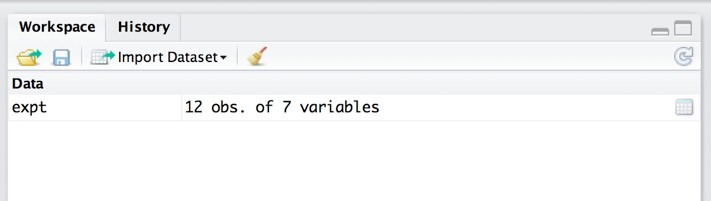 Workspace History
Import Dataset
Data
expt 12 obs. of 7 variables